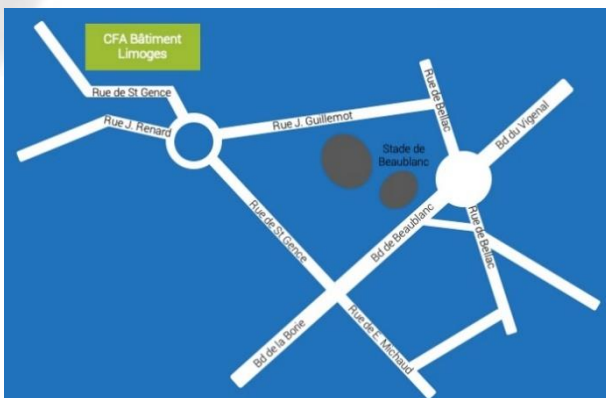 CFA Bâtiment
Limoges
Rue de St Gence
Rue J. Renard
Rue J. Guillemot
Rue de Bellac
Bd du Vigenal
Stade de
Beaublanc
Rue de St Gence
Bd de Beaublanc
Rue de Bellac
Bd de la Borie
Rue de E. Michaud